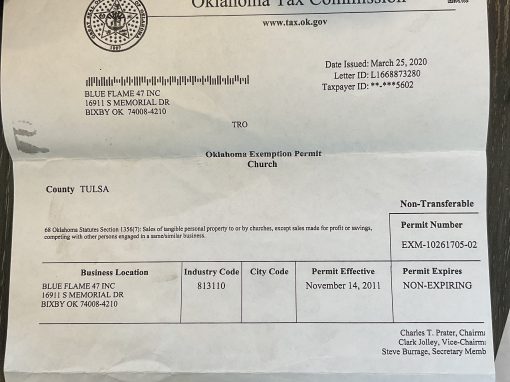 Oklahoma Tax Commission
www.tax.ok.gov
1907
Date Issued: March 25, 2020
Letter ID: L1668873280
Taxpayer ID: **-***5602
BLUE FLAME 47 INC
16911 S MEMORIAL DR
BIXBY OK 74008-4210
TRO
Oklahoma Exemption Permit
Church
County TULSA
Non-Transferable
68 Oklahoma Statutes Section 1356(7): Sales of tangible personal property to or by churches, except sales made for profit or savings,
competing with other persons engaged in a same/similar business.
Permit Number
EXM-10261705-02
Business Location Industry Code City Code Permit Effective Permit Expires
BLUE FLAME 47 INC 813110 November 14, 2011 NON-EXPIRING
16911 S MEMORIAL DR
BIXBY OK 74008-4210
Charles T. Prater, Chairma
Clark Jolley, Vice-Chairm
Steve Burrage, Secretary Memb